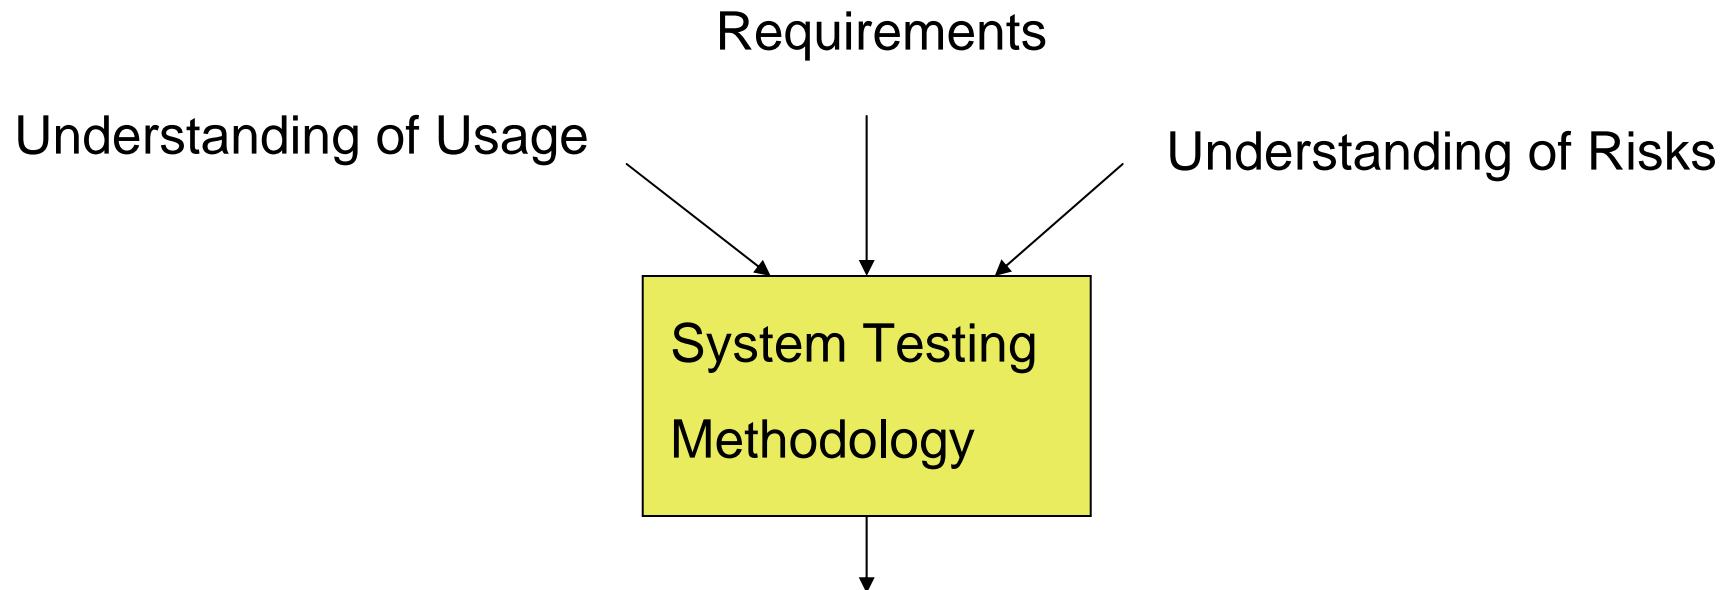 Requirements
Understanding of Usage
Understanding of Risks
System Testing
Methodology